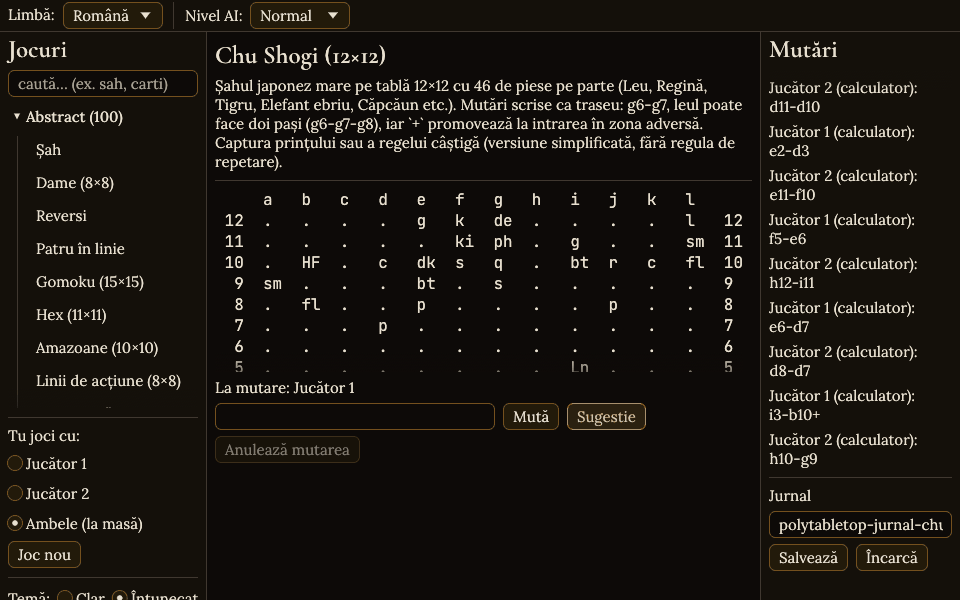 Limbă: Română ▼ Nivel AI: Normal ▼
Jocuri
caută... (ex. sah, carti)
▼ Abstract (100)
Șah
Dame (8×8)
Reversi
Patru în linie
Gomoku (15×15)
Hex (11×11)
Amazoane (10×10)
Linii de acțiune (8×8)
Tu joci cu:
Jucător 1
Jucător 2
Ambele (la masă)
Joc nou
Temă: Clar Întunecat
Chu Shogi (12×12)
Șahul japonez mare pe tablă 12×12 cu 46 de piese pe parte (Leu, Regină,
Tigru, Elefant ebriu, Căpcăun etc.). Mutări scrise ca traseu: g6-g7, leul poate
face doi pași (g6-g7-g8), iar `+` promovează la intrarea în zona adversă.
Captura prințului sau a regelui câștigă (versiune simplificată, fără regula de
repetare).
a b c d e f g h i j k l
12 . . . . g k de . . . . l 12
11 . . . . . ki ph . g . . sm 11
10 . HF . c dk s q . bt r c fl 10
9 sm . . . bt . s . . . . . 9
8 . fl . . p . . . . p . . 8
7 . . . p . . . . . . . . 7
6 . . . . . . . . . . . . 6
5 . . . . . . . . Ln . . . 5
La mutare: Jucător 1
Mută Sugestie
Anulează mutarea
Mutări
Jucător 2 (calculator):
d11-d10
Jucător 1 (calculator):
e2-d3
Jucător 2 (calculator):
e11-f10
Jucător 1 (calculator):
f5-e6
Jucător 2 (calculator):
h12-i11
Jucător 1 (calculator):
e6-d7
Jucător 2 (calculator):
d8-d7
Jucător 1 (calculator):
i3-b10+
Jucător 2 (calculator):
h10-g9
Jurnal
polytabletop-jurnal-chu
Salvează Încarcă